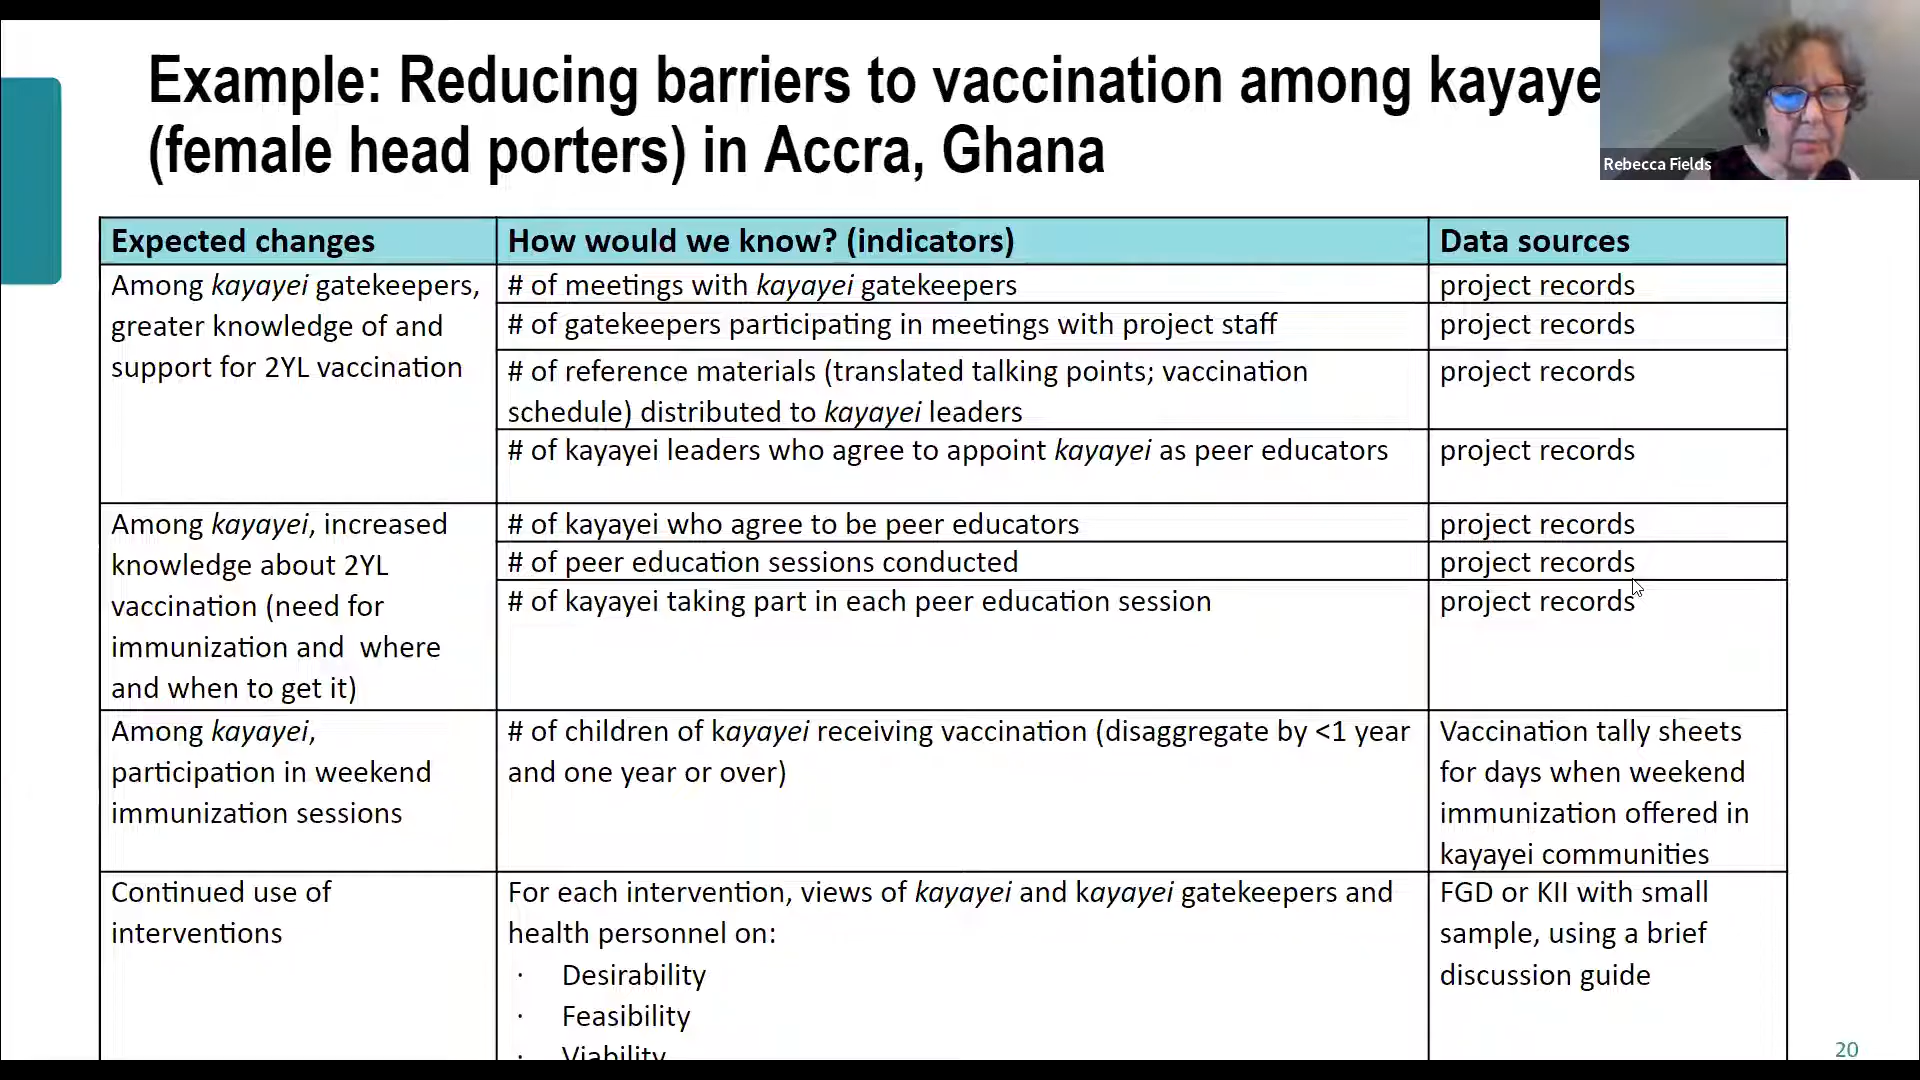 Example: Reducing barriers to vaccination among kayaye
(female head porters) in Accra, Ghana
Rebecca Fields
Expected changes
How would we know? (indicators)
Data sources
Among kayayei gatekeepers,
greater knowledge of and
support for 2YL vaccination
# of meetings with kayayei gatekeepers
project records
# of gatekeepers participating in meetings with project staff
project records
# of reference materials (translated talking points; vaccination
schedule) distributed to kayayei leaders
project records
# of kayayei leaders who agree to appoint kayayei as peer educators
project records
Among kayayei, increased
knowledge about 2YL
vaccination (need for
immunization and where
and when to get it)
# of kayayei who agree to be peer educators
project records
# of peer education sessions conducted
project records
# of kayayei taking part in each peer education session
project records
Among kayayei,
participation in weekend
immunization sessions
# of children of kayayei receiving vaccination (disaggregate by <1 year
and one year or over)
Vaccination tally sheets
for days when weekend
immunization offered in
kayayei communities
Continued use of
interventions
For each intervention, views of kayayei and kayayei gatekeepers and
health personnel on:
· Desirability
· Feasibility
· Viability
FGD or KII with small
sample, using a brief
discussion guide
20